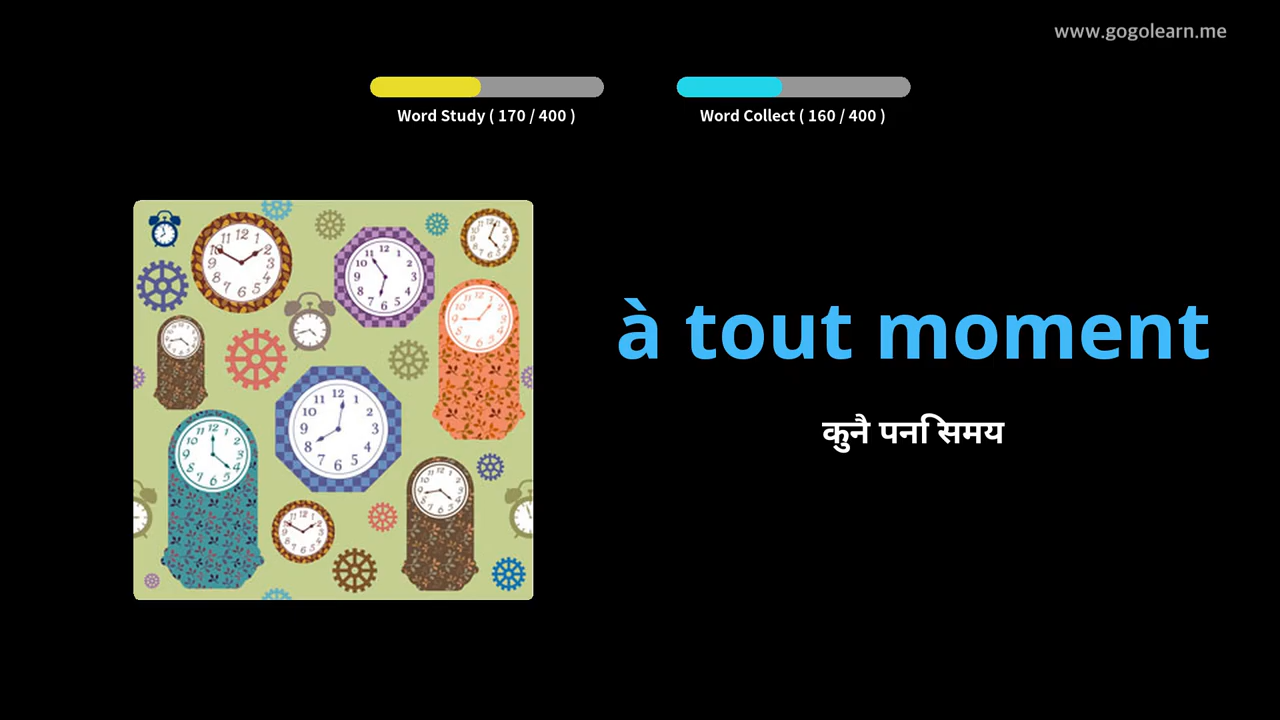 www.gogolearn.me
Word Study ( 170 / 400 )
Word Collect ( 160 / 400 )
à tout moment
कुनै पनि समय